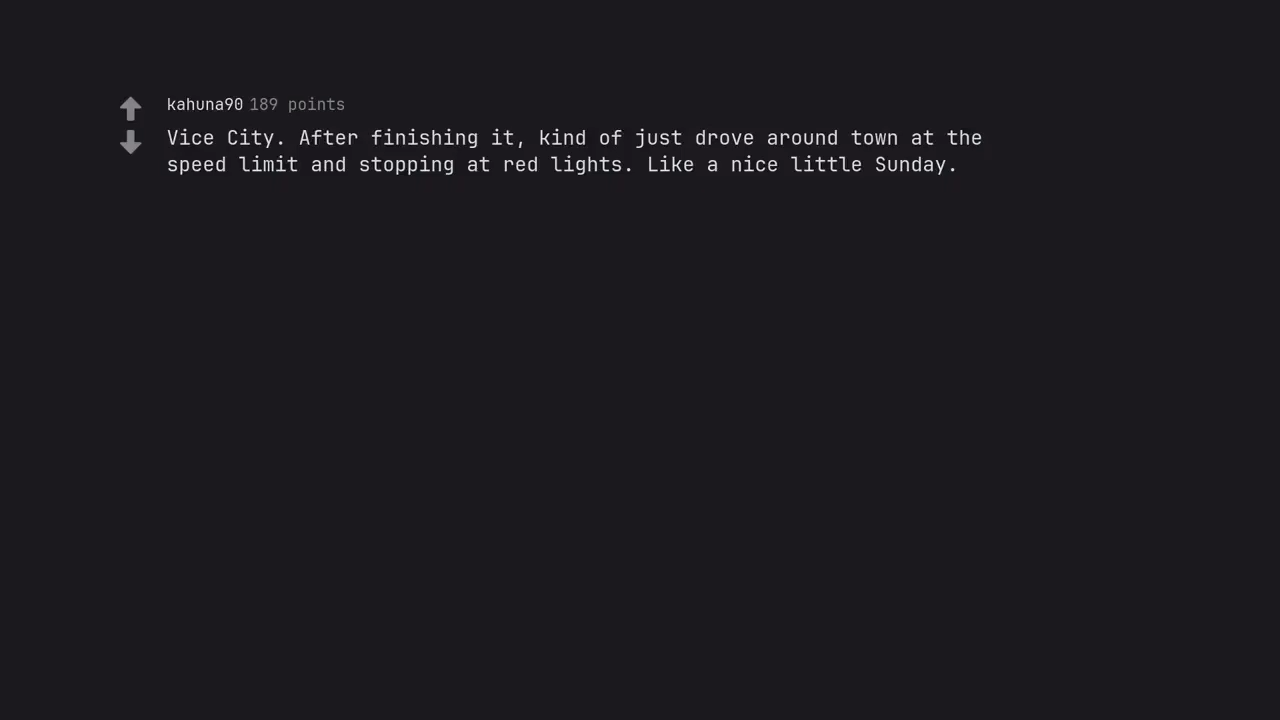 kahuna90 189 points
Vice City. After finishing it, kind of just drove around town at the
speed limit and stopping at red lights. Like a nice little Sunday.